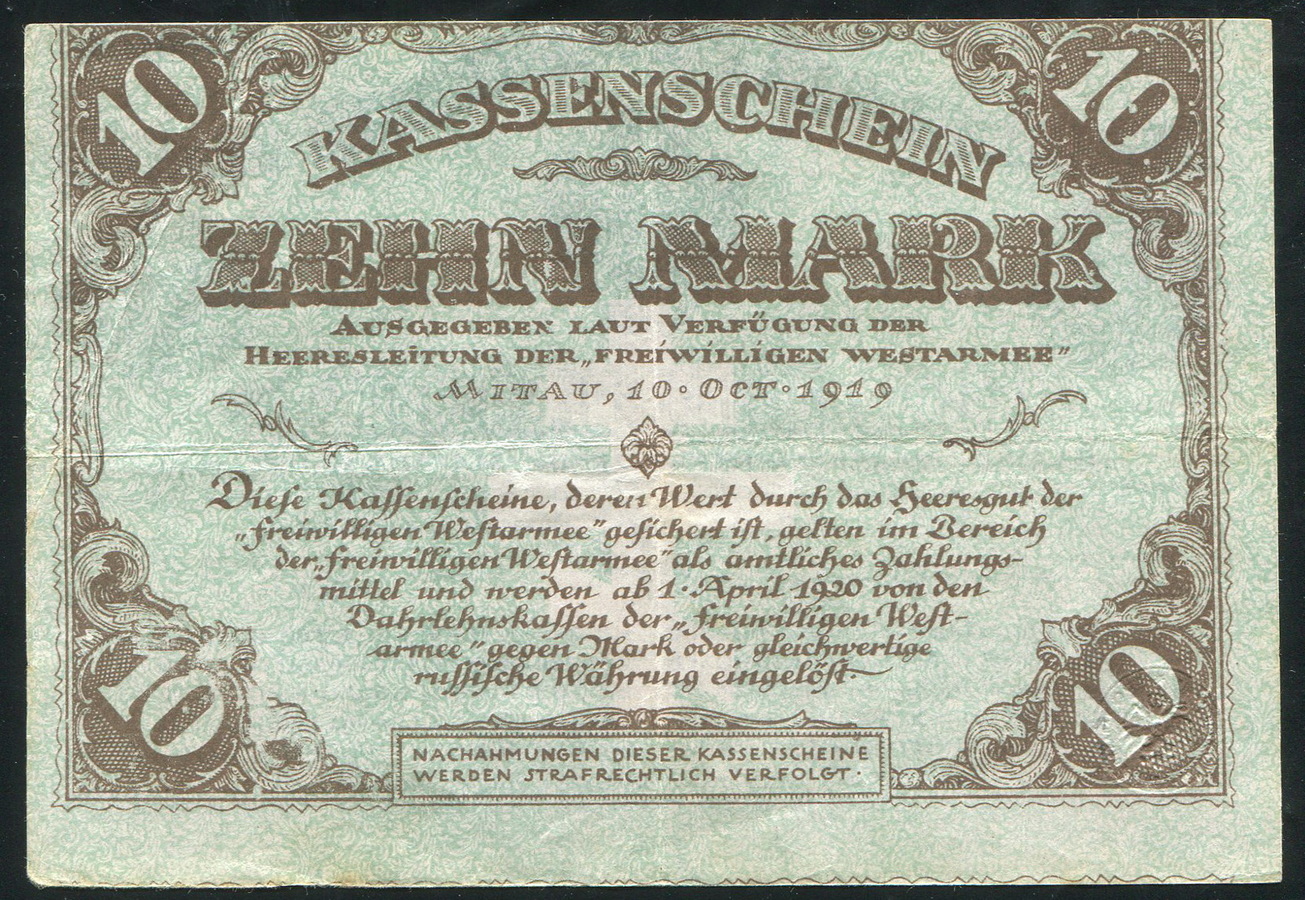 10 10
KASSENSCHEIN
ZEHN MARK
AUSGEGEBEN LAUT VERFÜGUNG DER
HEERESLEITUNG DER „FREIWILLIGEN WESTARMEE"
MITAU, 10 · OCT · 1919
Diese Kassenscheine, deren Wert durch das Heeresgut der
„Freiwilligen Westarmee" gesichert ist, gelten im Bereich
der „Freiwilligen Westarmee" als amtliches Zahlungs-
mittel und werden ab 1 · April 1920 von den
Dahrlehnskassen der „Freiwilligen West-
armee" gegen Mark oder gleichwertige
russische Währung eingelöst ·
10 10
NACHAHMUNGEN DIESER KASSENSCHEINE
WERDEN STRAFRECHTLICH VERFOLGT ·